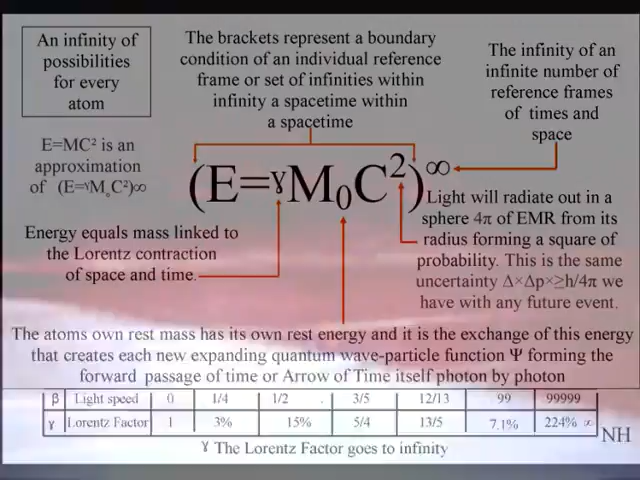 An infinity of
possibilities
for every
atom
The brackets represent a boundary
condition of an individual reference
frame or set of infinities within
infinity a spacetime within
a spacetime
The infinity of an
infinite number of
reference frames
of times and
space
E=MC² is an
approximation
of (E=ˠM˳C²)∞
(E=ɣM₀C²)∞
Energy equals mass linked to
the Lorentz contraction
of space and time.
Light will radiate out in a
sphere 4π of EMR from its
radius forming a square of
probability. This is the same
uncertainty Δ×Δp×≥h/4π we
have with any future event.
The atoms own rest mass has its own rest energy and it is the exchange of this energy
that creates each new expanding quantum wave-particle function Ψ forming the
forward passage of time or Arrow of Time itself photon by photon
β Light speed 0 1/4 1/2 3/5 12/13 99 99999
γ Lorentz Factor 1 3% 15% 5/4 13/5 7.1% 224% ∞
NH
ɣ The Lorentz Factor goes to infinity